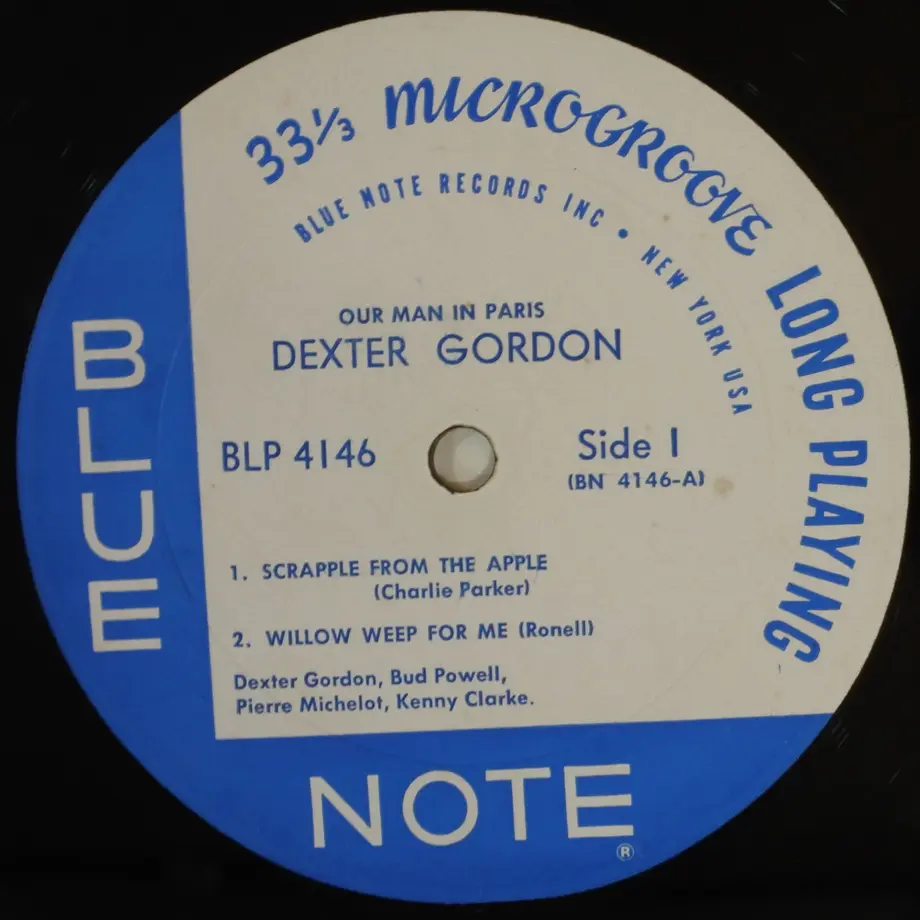 33⅓ MICROGROOVE LONG PLAYING
BLUE NOTE RECORDS INC • NEW YORK USA
OUR MAN IN PARIS
DEXTER GORDON
BLP 4146
Side 1
(BN 4146-A)
1. SCRAPPLE FROM THE APPLE
(Charlie Parker)
2. WILLOW WEEP FOR ME (Ronell)
Dexter Gordon, Bud Powell,
Pierre Michelot, Kenny Clarke.
BLUE
NOTE
®